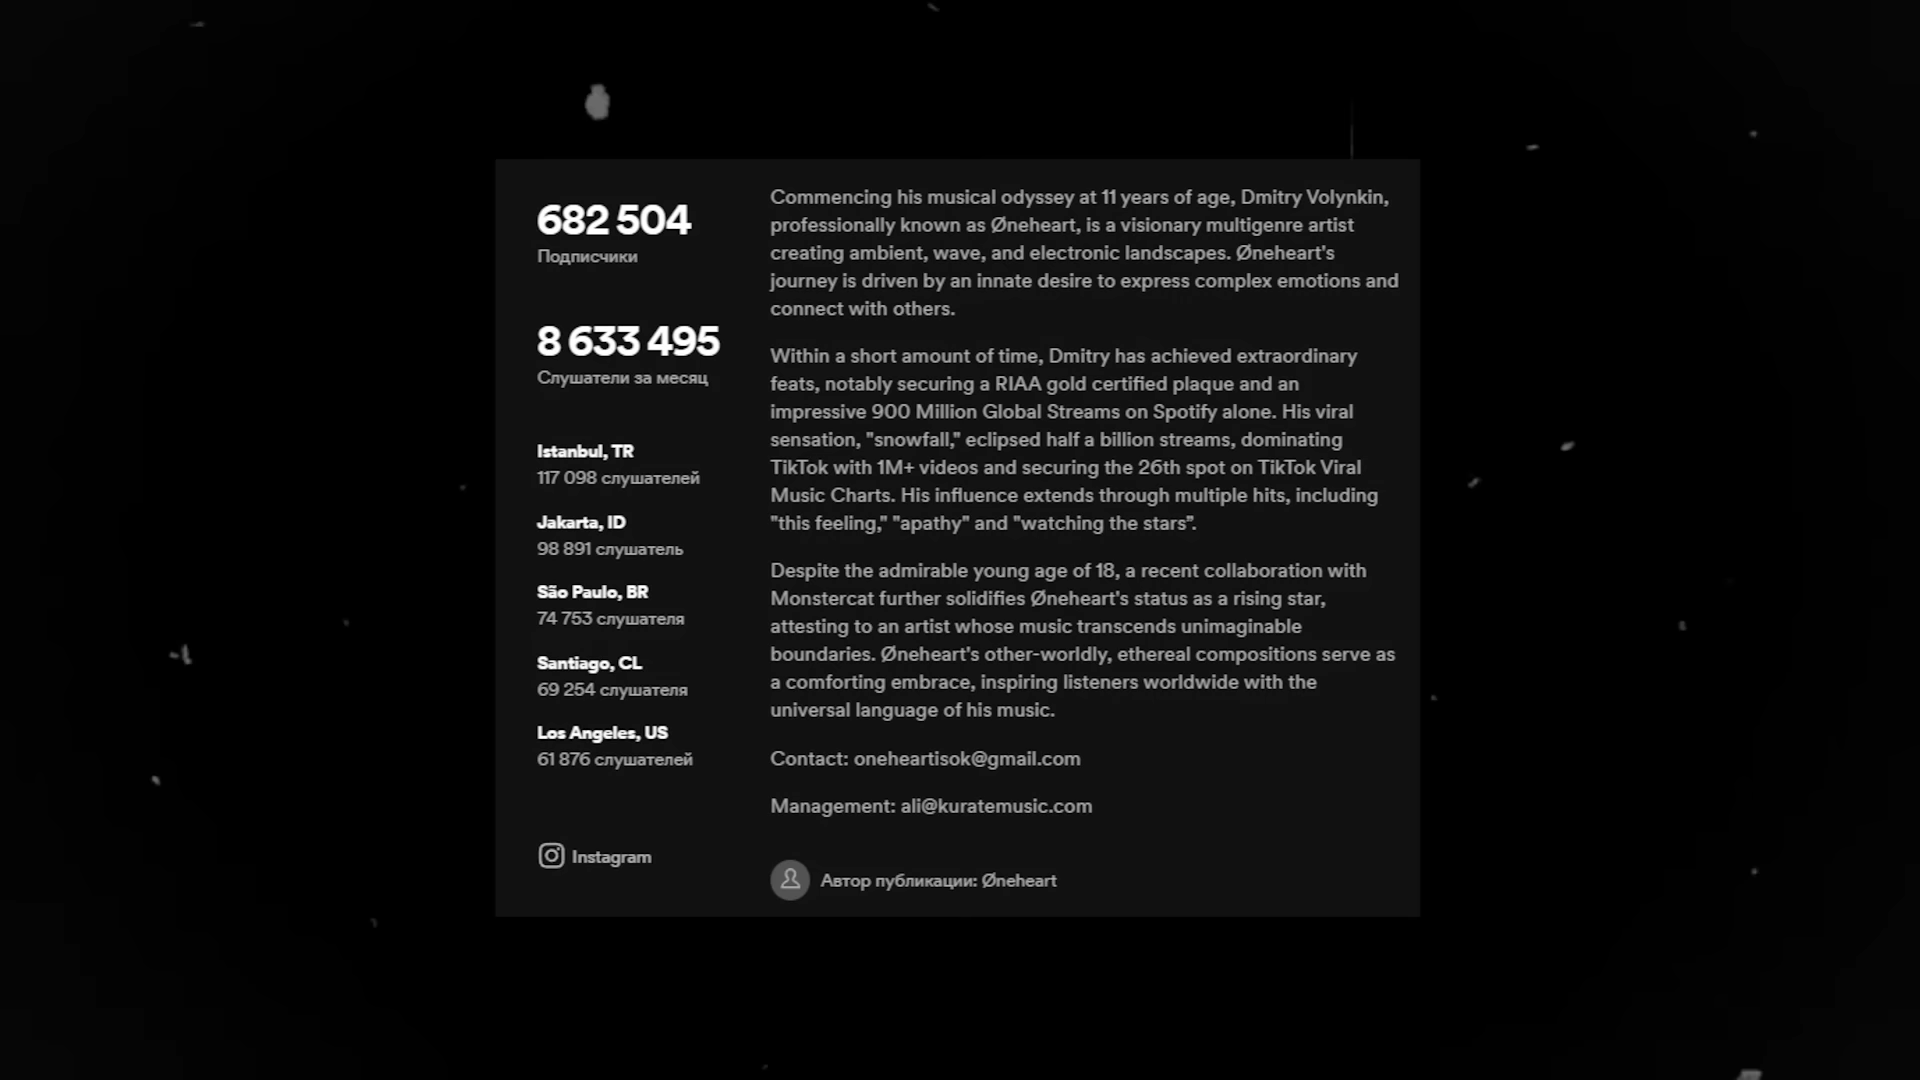 682 504
Подписчики
8 633 495
Слушатели за месяц
Istanbul, TR
117 098 слушателей
Jakarta, ID
98 891 слушатель
São Paulo, BR
74 753 слушателя
Santiago, CL
69 254 слушателя
Los Angeles, US
61 876 слушателей
Instagram
Commencing his musical odyssey at 11 years of age, Dmitry Volynkin,
professionally known as Øneheart, is a visionary multigenre artist
creating ambient, wave, and electronic landscapes. Øneheart's
journey is driven by an innate desire to express complex emotions and
connect with others.
Within a short amount of time, Dmitry has achieved extraordinary
feats, notably securing a RIAA gold certified plaque and an
impressive 900 Million Global Streams on Spotify alone. His viral
sensation, "snowfall," eclipsed half a billion streams, dominating
TikTok with 1M+ videos and securing the 26th spot on TikTok Viral
Music Charts. His influence extends through multiple hits, including
"this feeling," "apathy" and "watching the stars”.
Despite the admirable young age of 18, a recent collaboration with
Monstercat further solidifies Øneheart's status as a rising star,
attesting to an artist whose music transcends unimaginable
boundaries. Øneheart's other-worldly, ethereal compositions serve as
a comforting embrace, inspiring listeners worldwide with the
universal language of his music.
Contact: oneheartisok@gmail.com
Management: ali@kuratemusic.com
Автор публикации: Øneheart